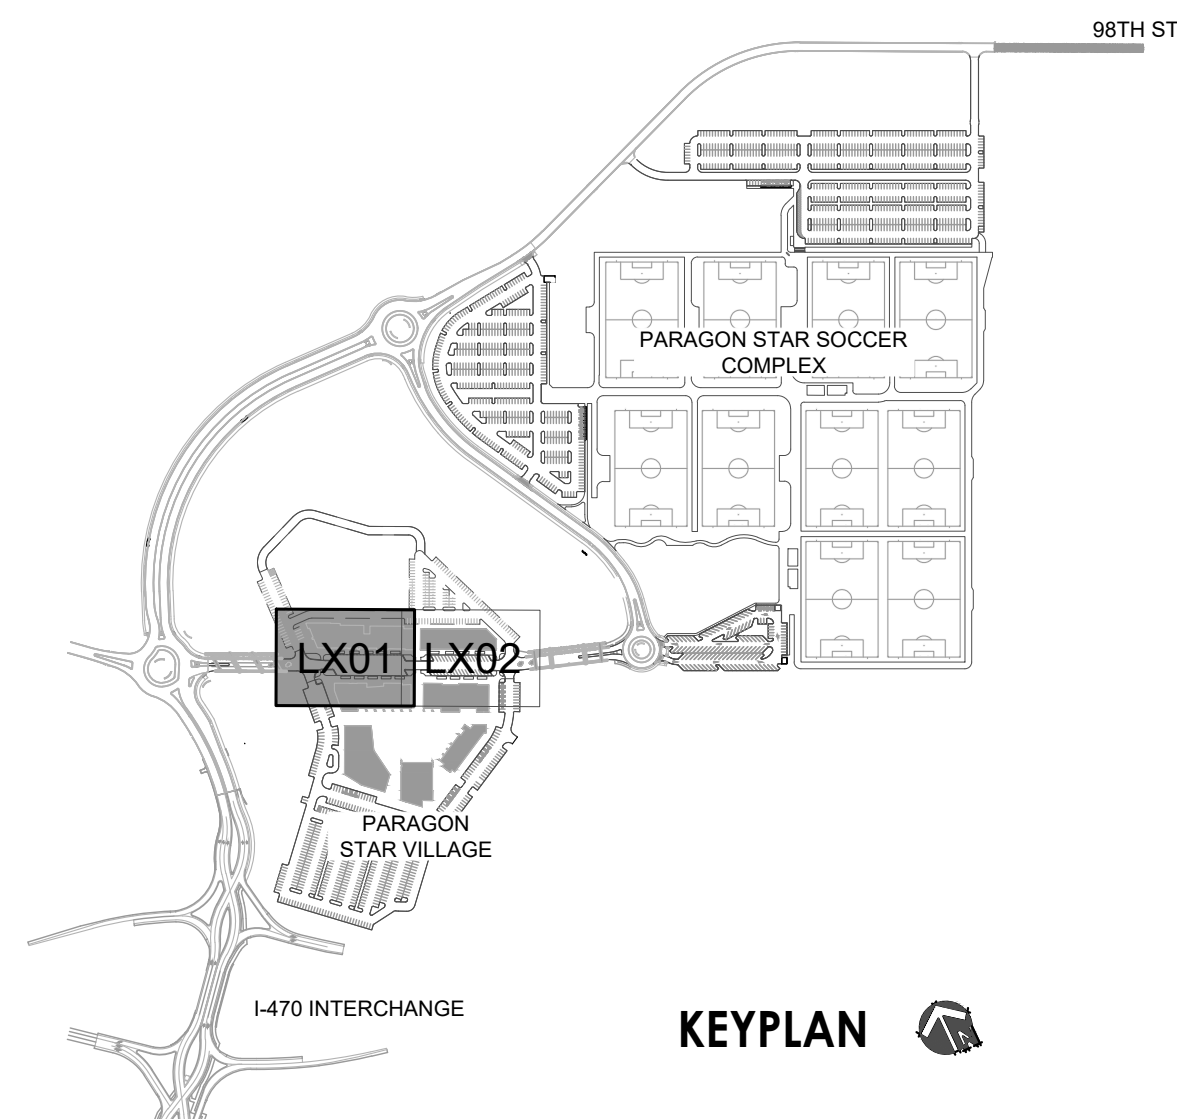 98TH ST
PARAGON STAR SOCCER
COMPLEX
LX01
LX02
PARAGON
STAR VILLAGE
I-470 INTERCHANGE
KEYPLAN
N